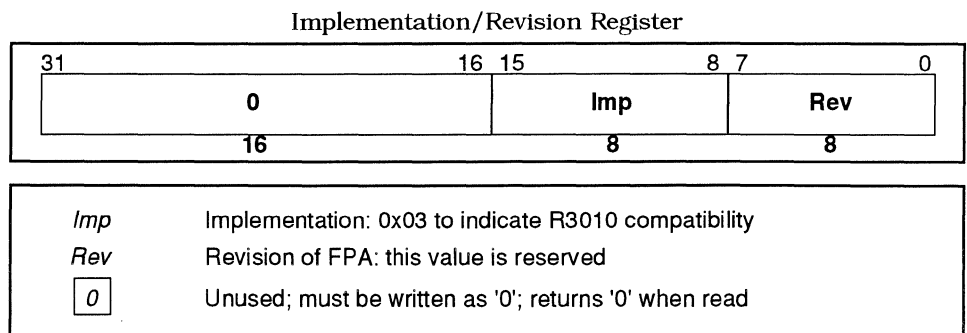 Implementation/Revision Register
31 16 15 8 7 0
0 Imp Rev
16 8 8
Imp Implementation: 0x03 to indicate R3010 compatibility
Rev Revision of FPA: this value is reserved
0 Unused; must be written as '0'; returns '0' when read